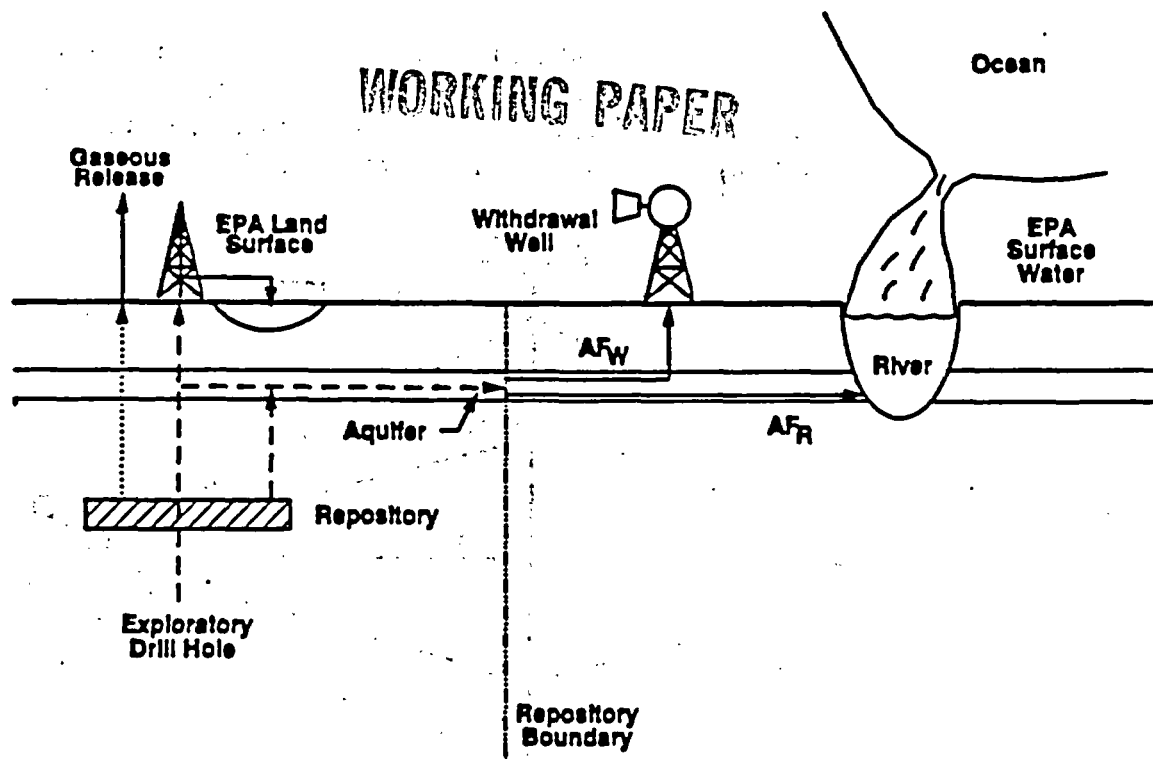 WORKING PAPER
Ocean
Gaseous
Release
EPA Land
Surface
Withdrawal
Well
EPA
Surface
Water
AFW
River
Aquifer
AFR
Repository
Exploratory
Drill Hole
Repository
Boundary